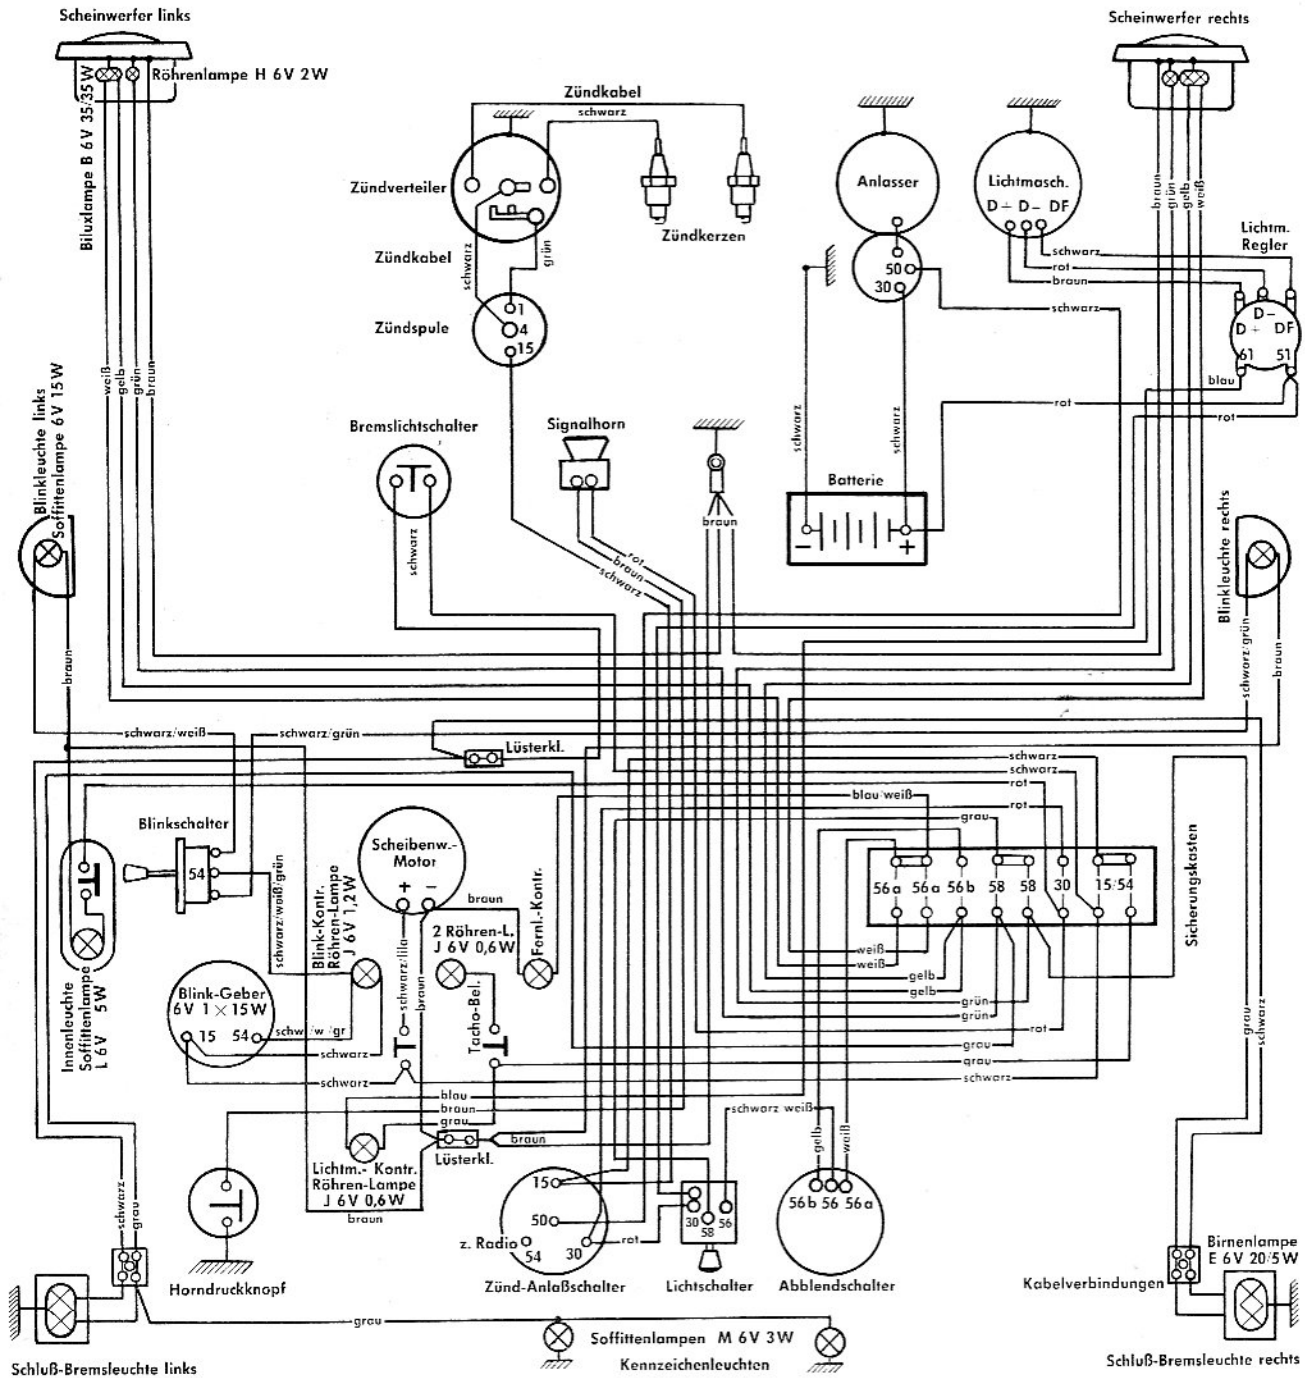 Scheinwerfer links
Scheinwerfer rechts
Röhrenlampe H 6V 2W
Biluxlampe B 6V 35/35W
Zündkabel
schwarz
Zündverteiler
Zündkerzen
Zündkabel
schwarz
grün
Zündspule
1
4
15
Anlasser
50
30
Lichtmasch.
D+ D- DF
schwarz
rot
braun
schwarz
Lichtm.
Regler
D-
D+ DF
61 51
blau
rot
rot
braun
grün
gelb
weiß
weiß
gelb
grün
braun
Blinkleuchte links
Soffittenlampe 6V 15W
Bremslichtschalter
schwarz
Signalhorn
rot
braun
schwarz
braun
schwarz
schwarz
Batterie
- +
Blinkleuchte rechts
schwarz/grün
braun
braun
schwarz/weiß
schwarz/grün
Lüsterkl.
schwarz
schwarz
rot
blau/weiß
rot
grau
Blinkschalter
54
schwarz/weiß/grün
Scheibenw.-
Motor
+ -
braun
Blink-Kontr.
Röhren-Lampe
J 6V 1,2W
schwarz/lila
braun
2 Röhren-L.
J 6V 0,6W
Tacho-Bel.
Fernl.-Kontr.
56a 56a 56b 58 58 30 15/54
Sicherungskasten
weiß
weiß
gelb
gelb
grün
grün
rot
grau
grau
schwarz
Innenleuchte
Soffittenlampe
L 6V 5W
Blink-Geber
6V 1 × 15W
15 54
schw/w/gr
schwarz
schwarz
blau
braun
grau
Lüsterkl.
braun
Lichtm.- Kontr.
Röhren-Lampe
J 6V 0,6W
braun
schwarz weiß
gelb
weiß
grau
schwarz
schwarz
grau
Horndruckknopf
15
50
z. Radio
54
30
rot
Zünd-Anlaßschalter
30
58
56
Lichtschalter
56b 56 56a
Abblendschalter
Kabelverbindungen
Birnenlampe
E 6V 20/5W
grau
Soffittenlampen M 6V 3W
Kennzeichenleuchten
Schluß-Bremsleuchte links
Schluß-Bremsleuchte rechts